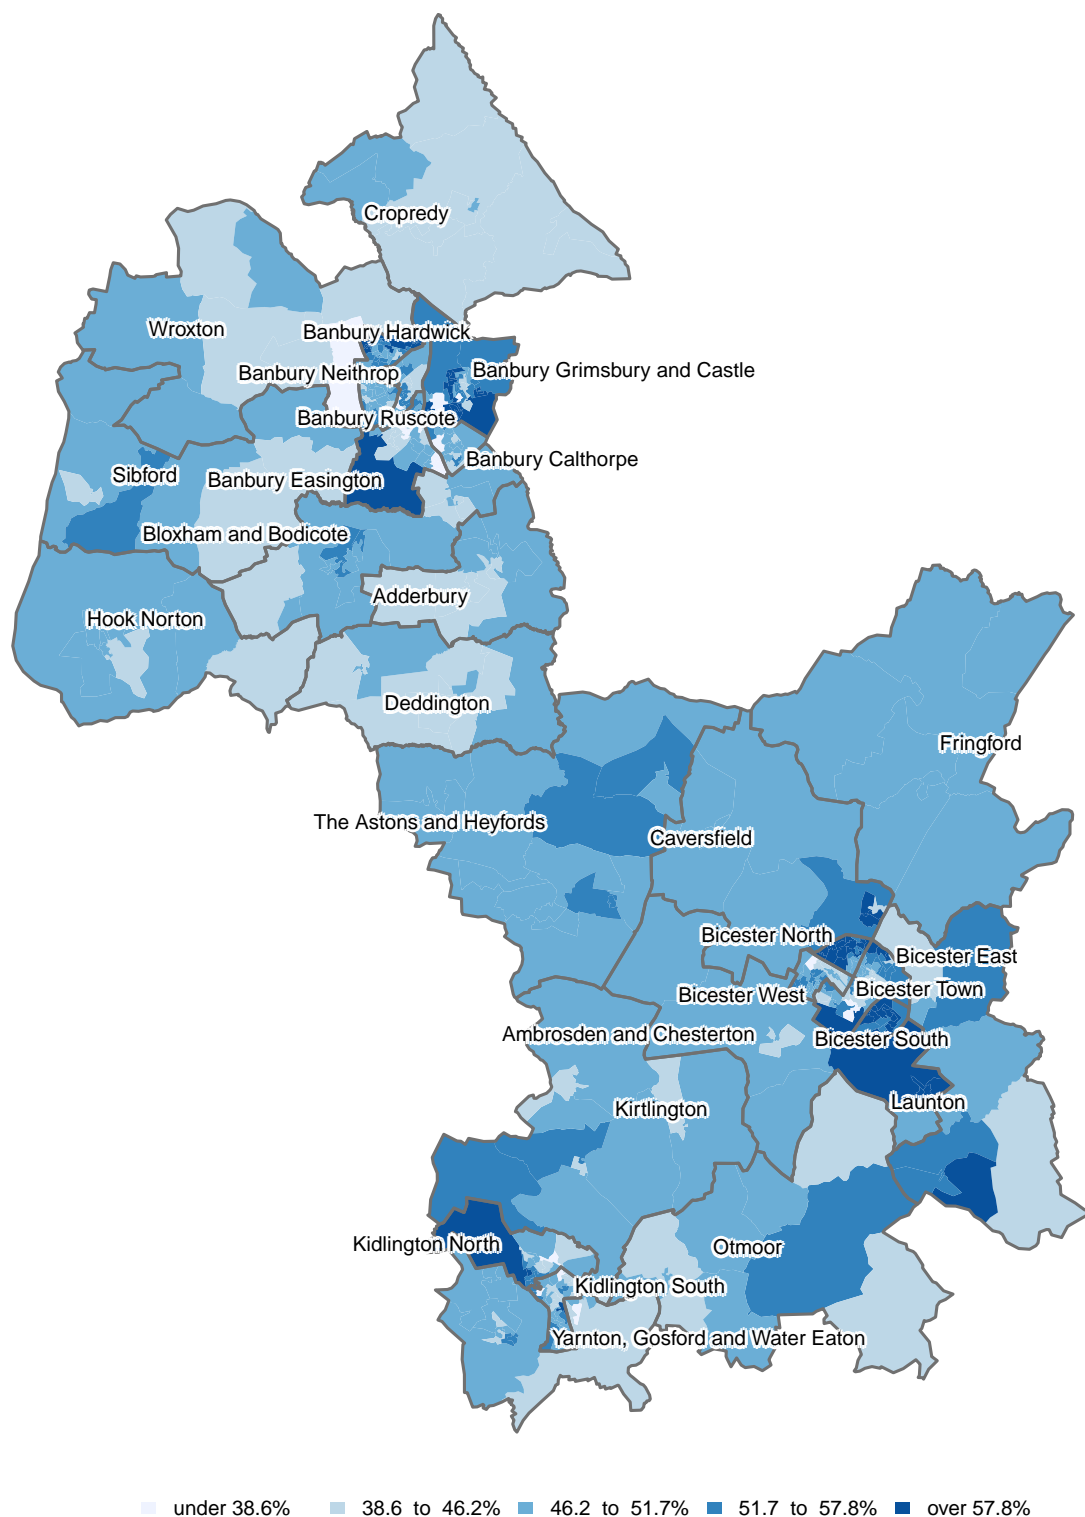 Cropredy
Wroxton
Banbury Hardwick
Banbury Neithrop
Banbury Grimsbury and Castle
Banbury Ruscote
Banbury Calthorpe
Sibford
Banbury Easington
Bloxham and Bodicote
Adderbury
Hook Norton
Deddington
Fringford
The Astons and Heyfords
Caversfield
Bicester North
Bicester East
Bicester West
Bicester Town
Ambrosden and Chesterton
Bicester South
Launton
Kirtlington
Kidlington North
Otmoor
Kidlington South
Yarnton, Gosford and Water Eaton
under 38.6% 38.6 to 46.2% 46.2 to 51.7% 51.7 to 57.8% over 57.8%